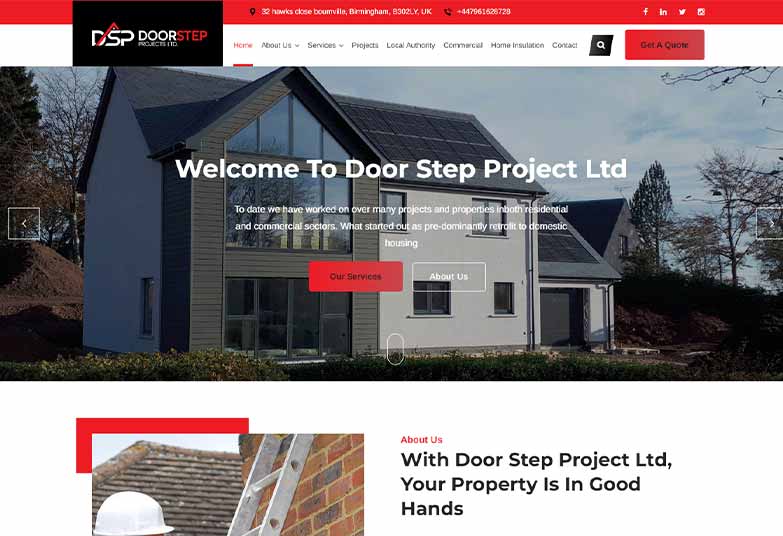 32 hawks close bournville, Birmingham, B302LY, UK
+447961628728
DSP DOORSTEP
PROJECTS LTD.
Home
About Us
Services
Projects
Local Authority
Commercial
Home Insulation
Contact
Get A Quote
Welcome To Door Step Project Ltd
To date we have worked on over many projects and properties inboth residential
and commercial sectors. What started out as pre-dominantly retrofit to domestic
housing
Our Services
About Us
About Us
With Door Step Project Ltd,
Your Property Is In Good
Hands